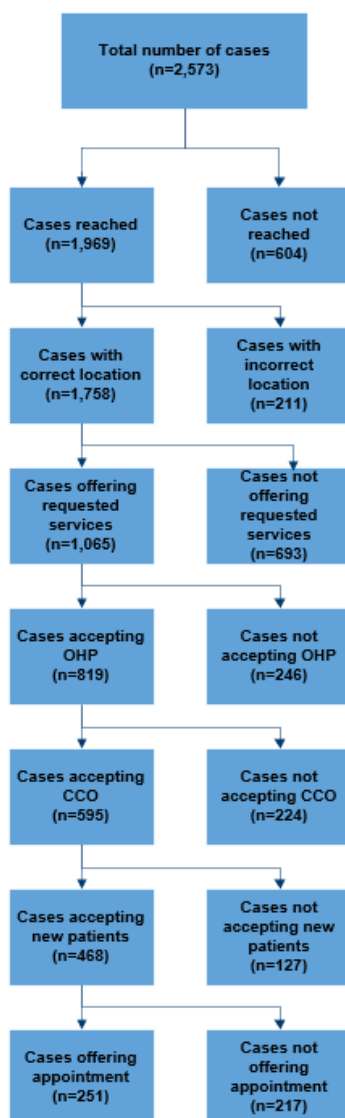 Total number of cases
(n=2,573)
Cases reached
(n=1,969)
Cases not
reached
(n=604)
Cases with
correct location
(n=1,758)
Cases with
incorrect
location
(n=211)
Cases offering
requested
services
(n=1,065)
Cases not
offering
requested
services
(n=693)
Cases accepting
OHP
(n=819)
Cases not
accepting OHP
(n=246)
Cases accepting
CCO
(n=595)
Cases not
accepting CCO
(n=224)
Cases accepting
new patients
(n=468)
Cases not
accepting new
patients
(n=127)
Cases offering
appointment
(n=251)
Cases not
offering
appointment
(n=217)